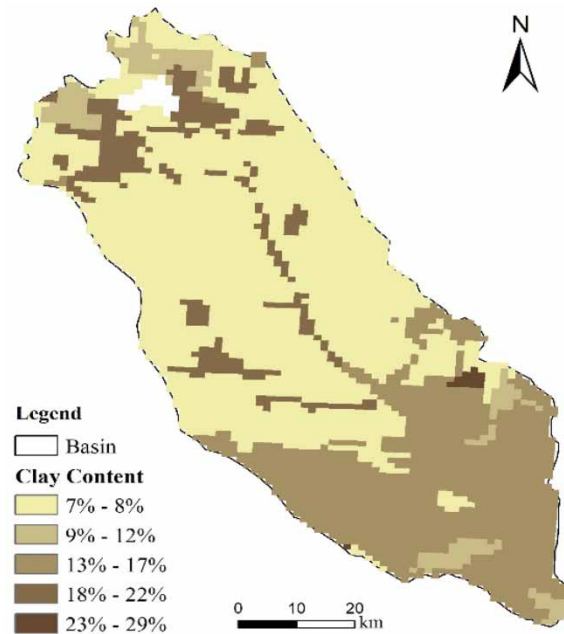 N
Legend
Basin
Clay Content
7% - 8%
9% - 12%
13% - 17%
18% - 22%
23% - 29%
0 10 20
km